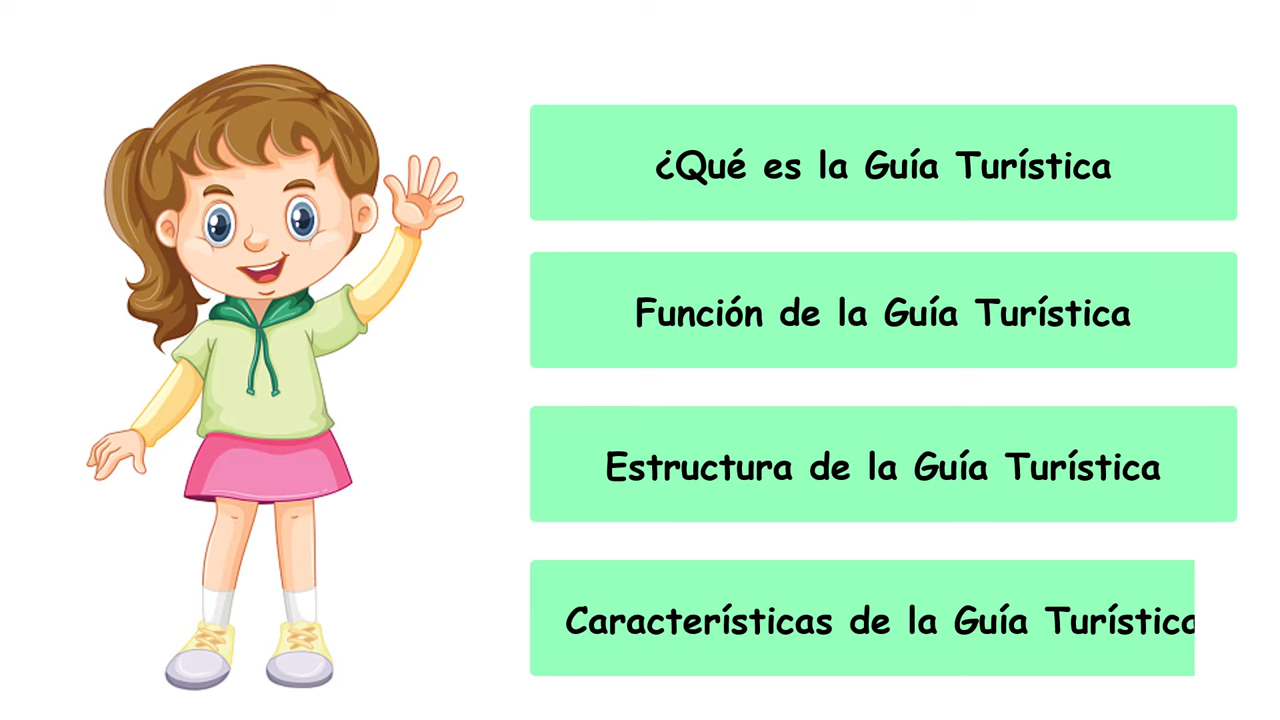 ¿Qué es la Guía Turística
Función de la Guía Turística
Estructura de la Guía Turística
Características de la Guía Turística